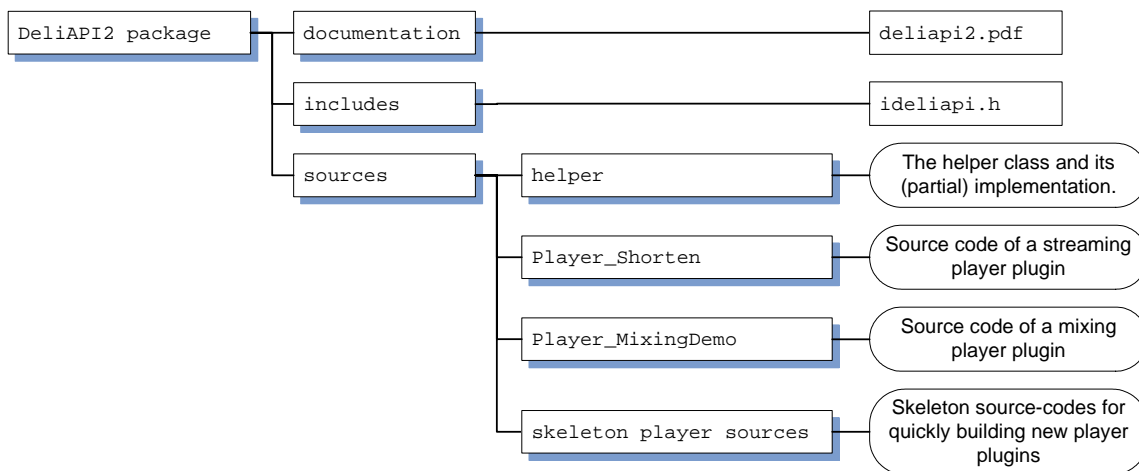 DeliAPI2 package
documentation
deliapi2.pdf
includes
ideliapi.h
sources
helper
The helper class and its
(partial) implementation.
Player_Shorten
Source code of a streaming
player plugin
Player_MixingDemo
Source code of a mixing
player plugin
skeleton player sources
Skeleton source-codes for
quickly building new player
plugins